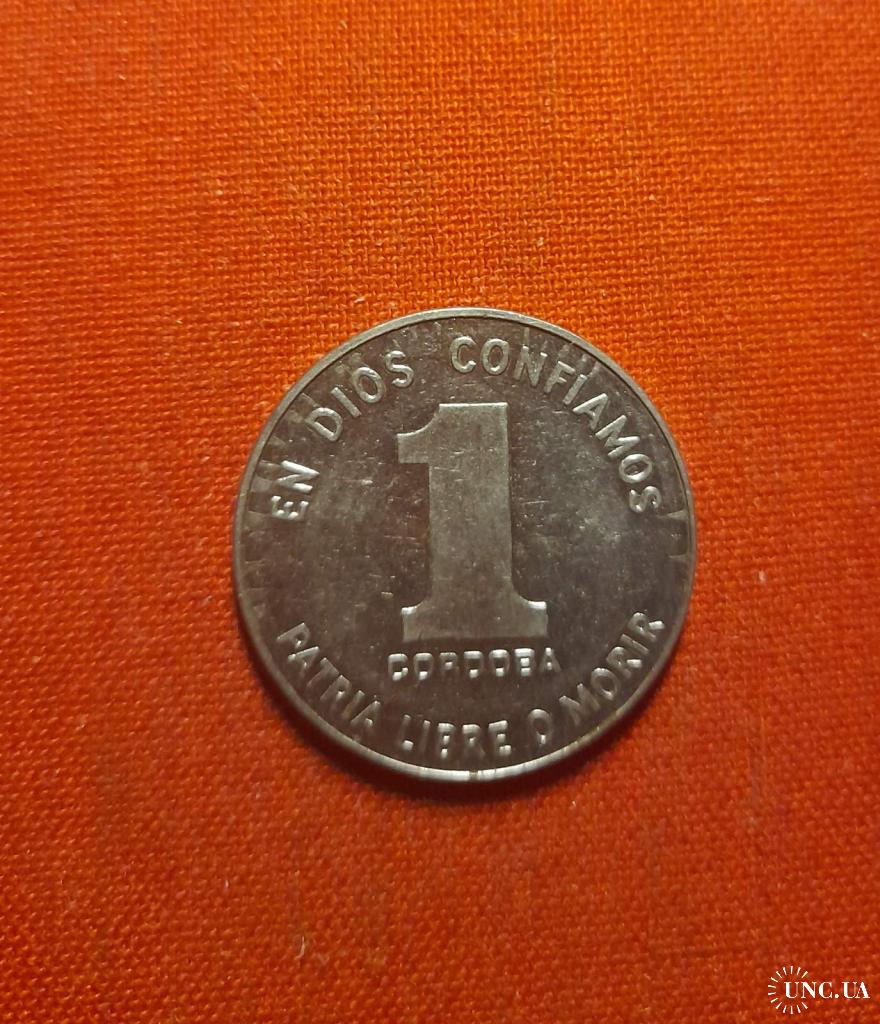 EN DIOS CONFIAMOS
1
CORDOBA
PATRIA LIBRE O MORIR
UNC.UA